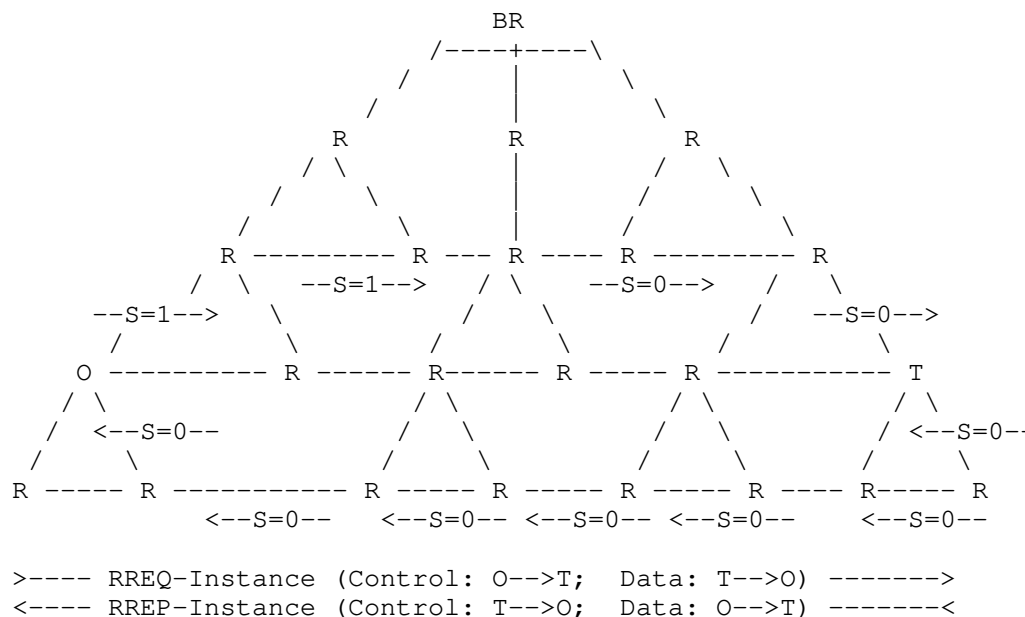 BR
R R R
R R R R R
--S=1--> --S=0-->
--S=1--> --S=0-->
O R R R R T
<--S=0-- <--S=0--
R R R R R R R R
<--S=0-- <--S=0-- <--S=0-- <--S=0-- <--S=0--
>---- RREQ-Instance (Control: O-->T; Data: T-->O) ------->
<---- RREP-Instance (Control: T-->O; Data: O-->T) -------<